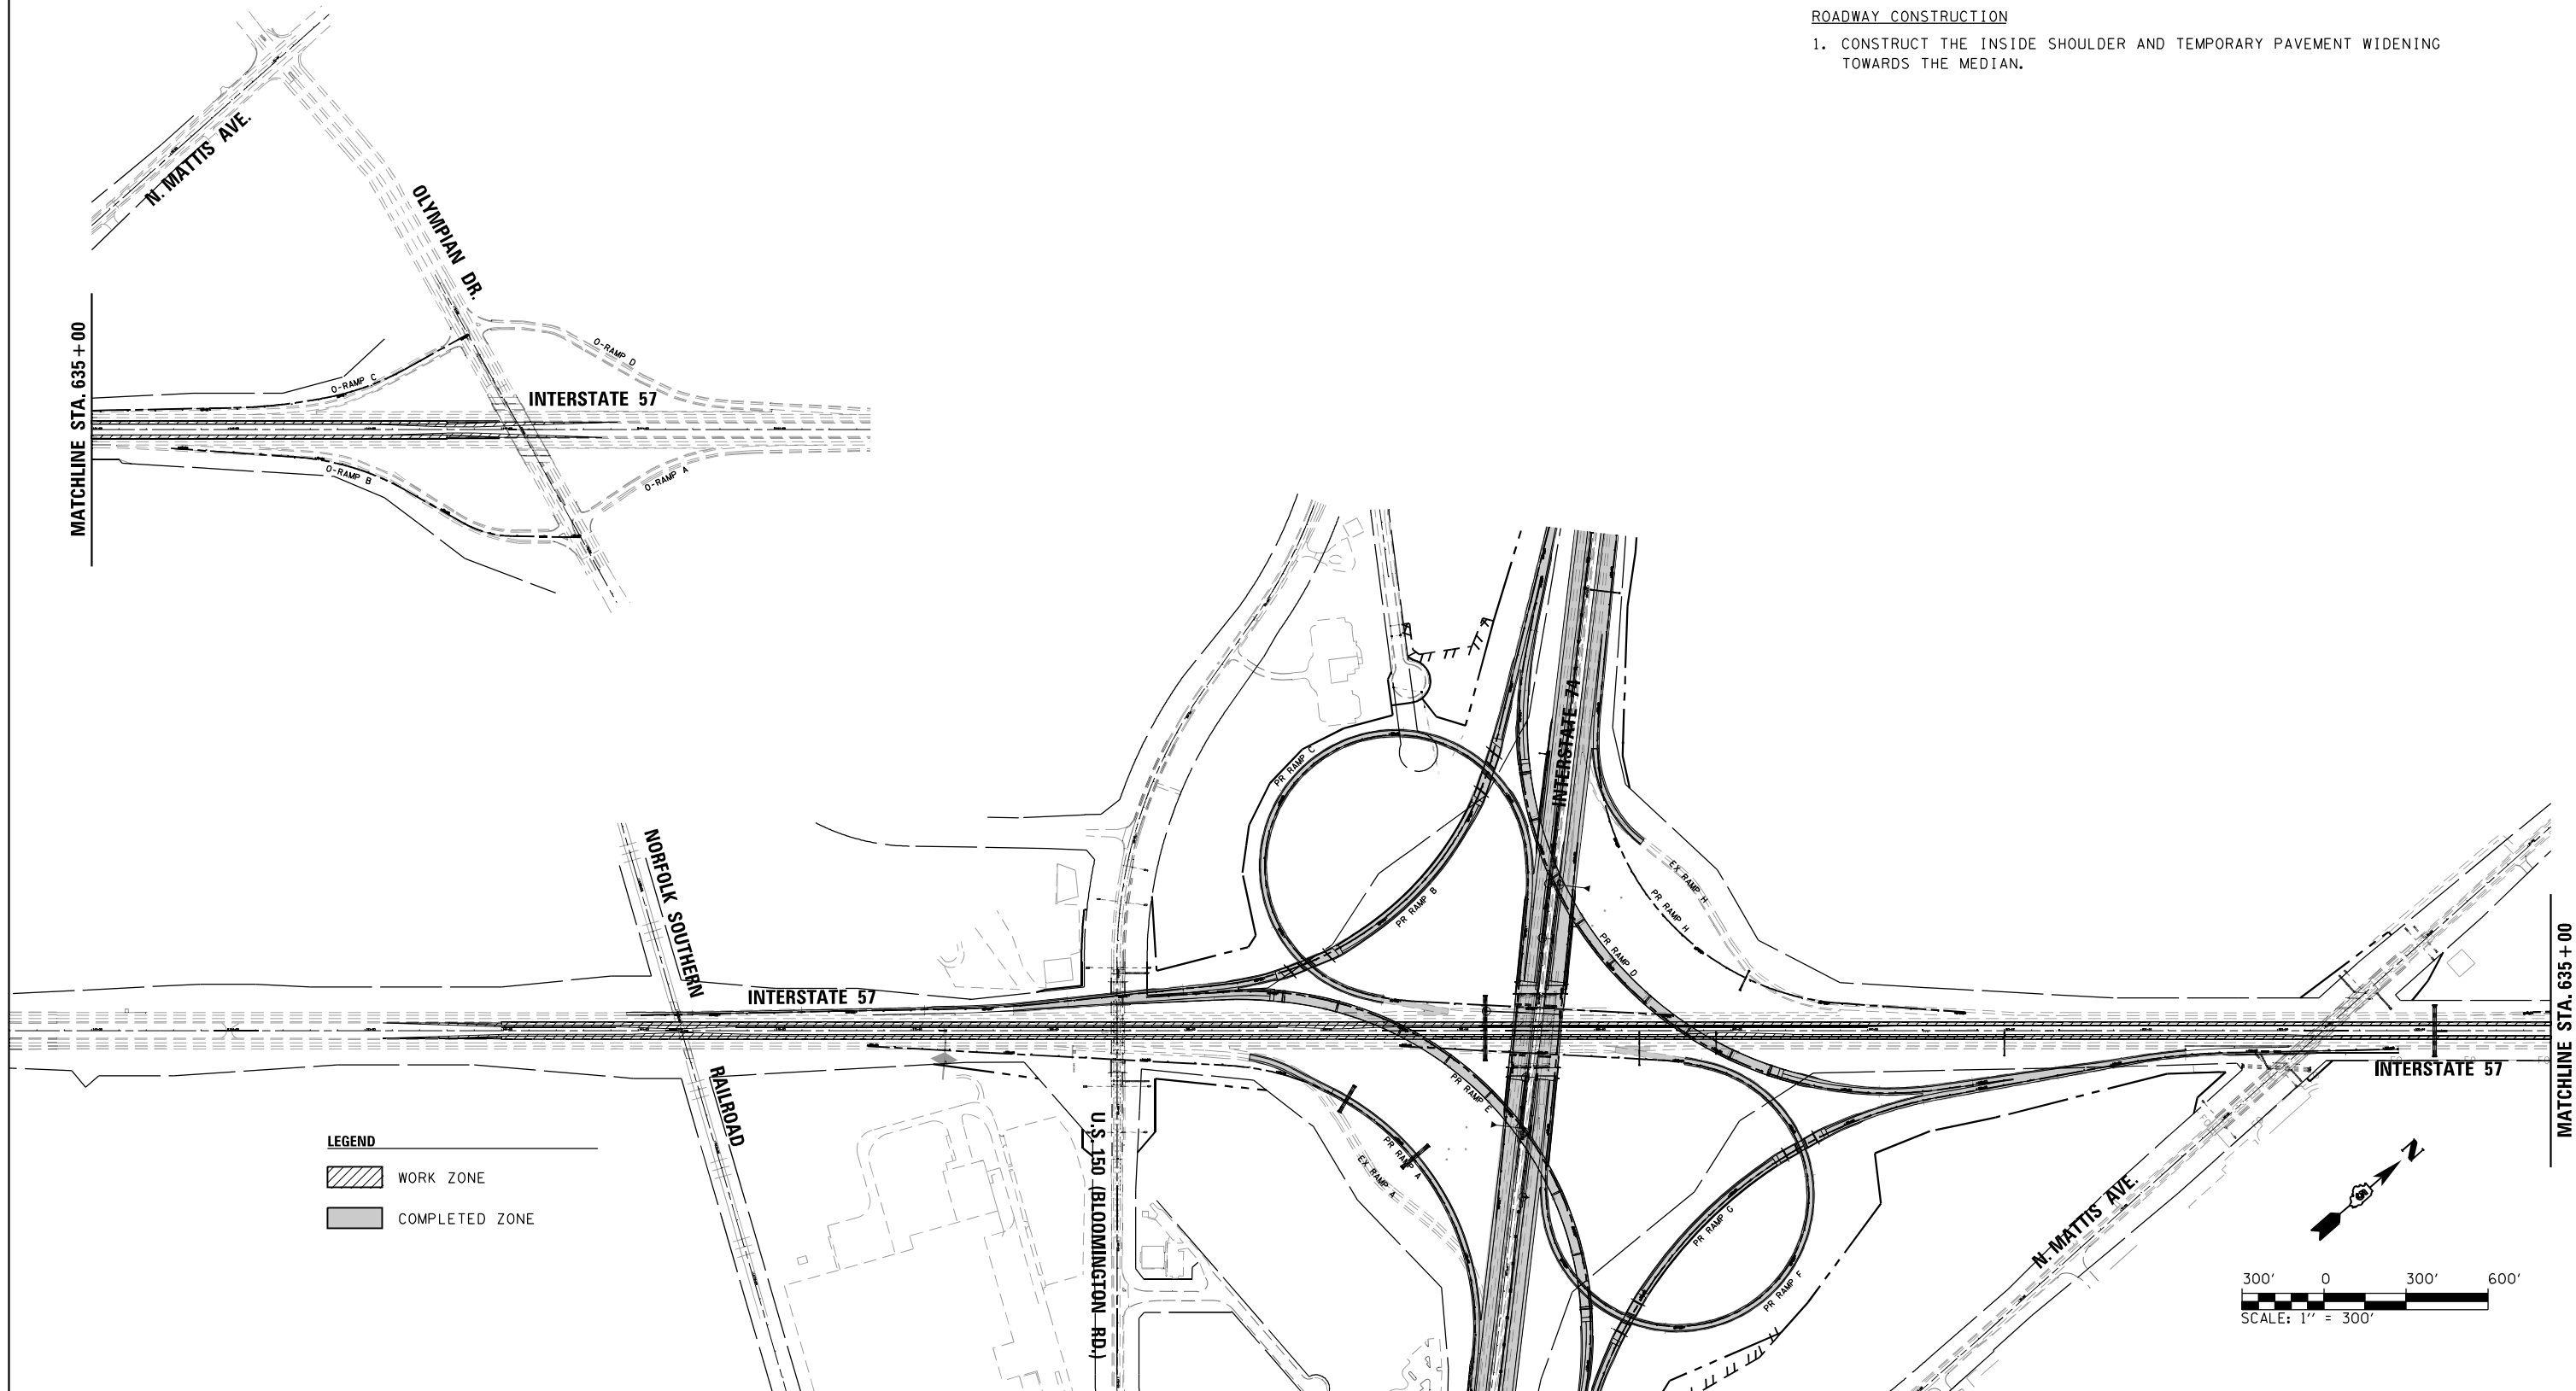 ROADWAY CONSTRUCTION
1. CONSTRUCT THE INSIDE SHOULDER AND TEMPORARY PAVEMENT WIDENING
TOWARDS THE MEDIAN.
N. MATTIS AVE.
OLYMPIAN DR.
MATCHLINE STA. 635 + 00
O-RAMP D
O-RAMP C
INTERSTATE 57
O-RAMP B
O-RAMP A
INTERSTATE 74
PR RAMP C
PR RAMP B
EX RAMP H
PR RAMP H
PR RAMP D
NORFOLK SOUTHERN
RAILROAD
INTERSTATE 57
INTERSTATE 57
MATCHLINE STA. 635 + 00
PR RAMP E
PR RAMP A
EX RAMP A
U.S. 150 (BLOOMINGTON RD.)
PR RAMP G
PR RAMP F
N. MATTIS AVE.
LEGEND
WORK ZONE
COMPLETED ZONE
N
300' 0 300' 600'
SCALE: 1'' = 300'